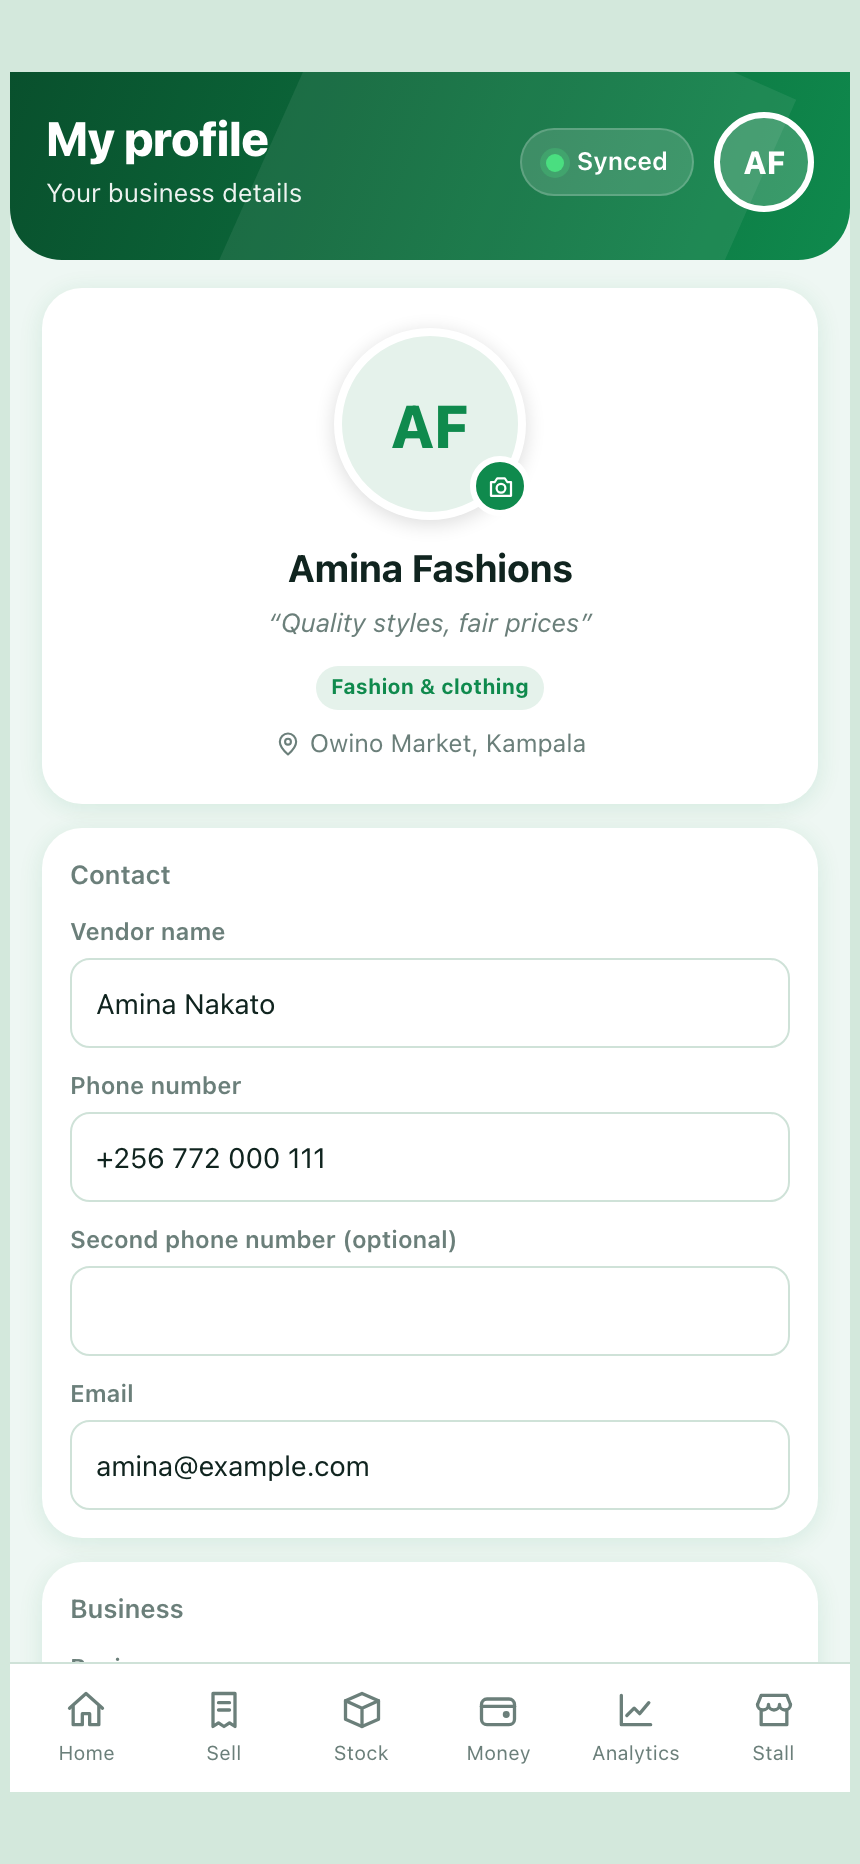 My profile
Your business details
Synced
AF
AF
Amina Fashions
“Quality styles, fair prices”
Fashion & clothing
Owino Market, Kampala
Contact
Vendor name
Amina Nakato
Phone number
+256 772 000 111
Second phone number (optional)
Email
amina@example.com
Business
Home
Sell
Stock
Money
Analytics
Stall